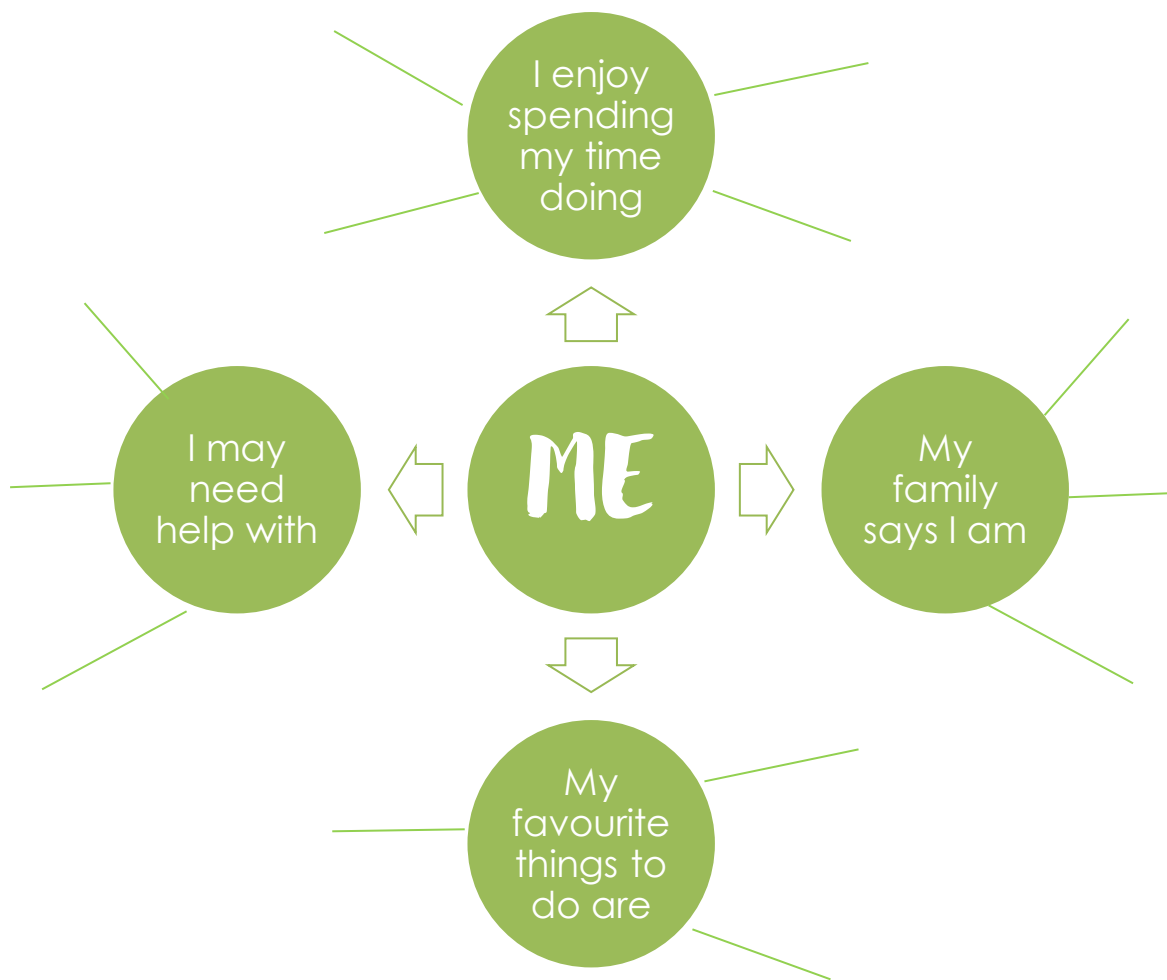 I enjoy
spending
my time
doing
I may
need
help with
ME
My
family
says I am
My
favourite
things to
do are